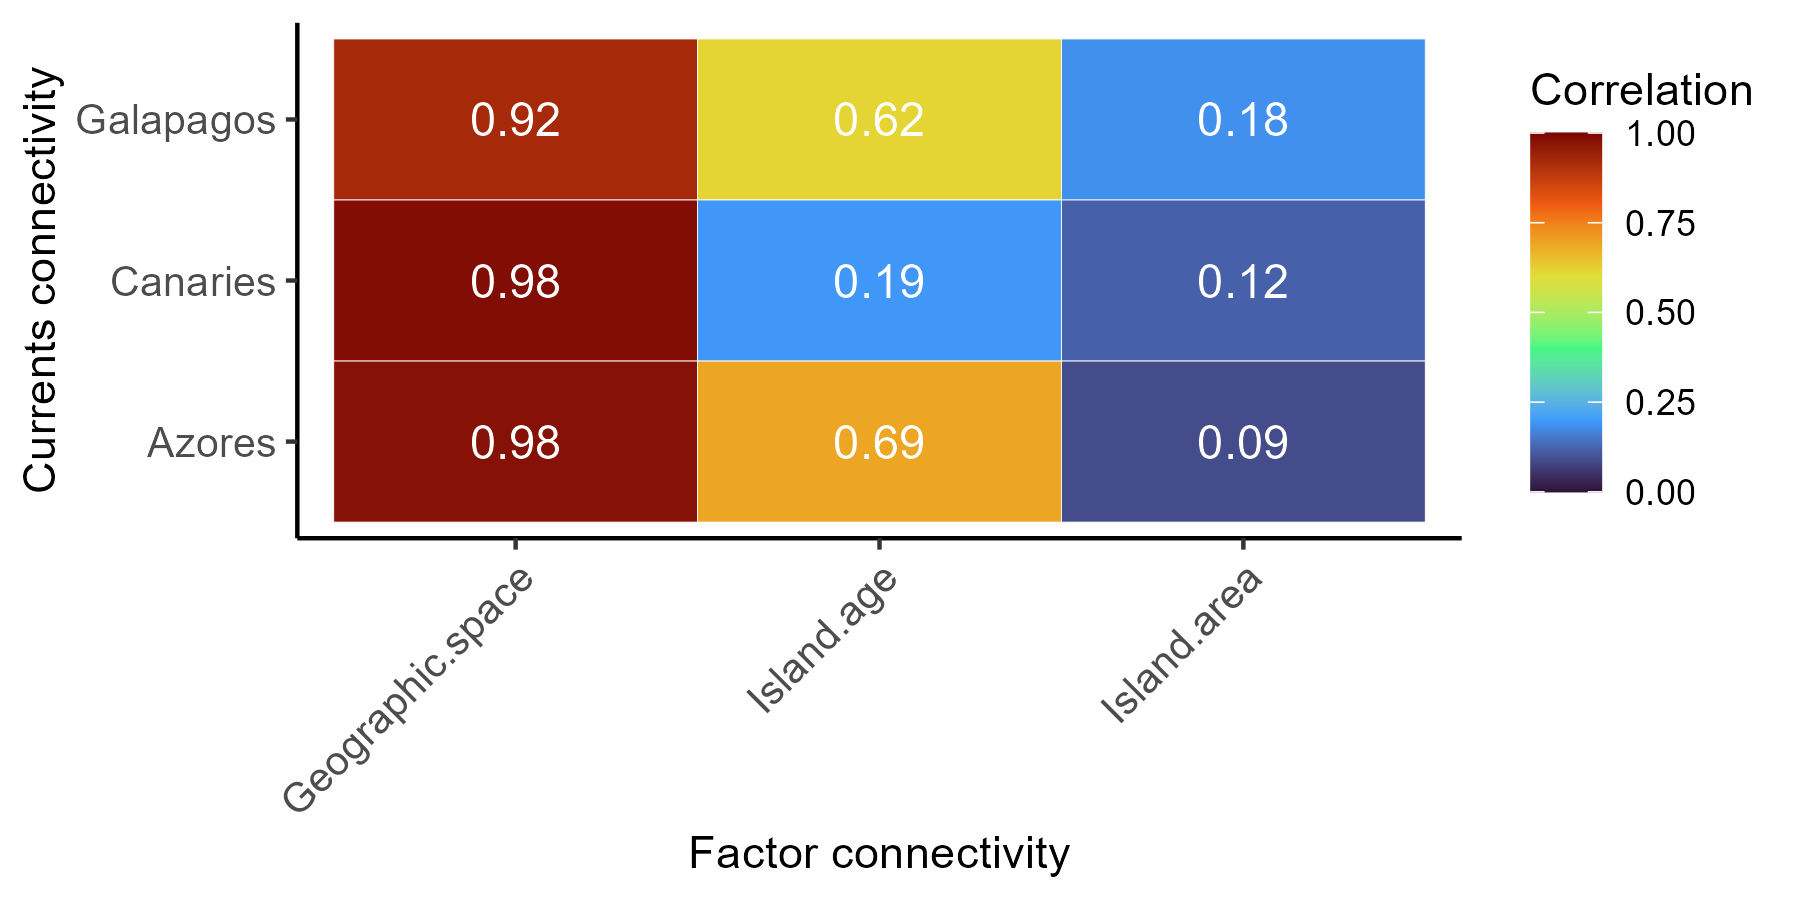 Currents connectivity
Galapagos
Canaries
Azores
0.92 0.62 0.18
0.98 0.19 0.12
0.98 0.69 0.09
Geographic.space
Island.age
Island.area
Factor connectivity
Correlation
1.00
0.75
0.50
0.25
0.00